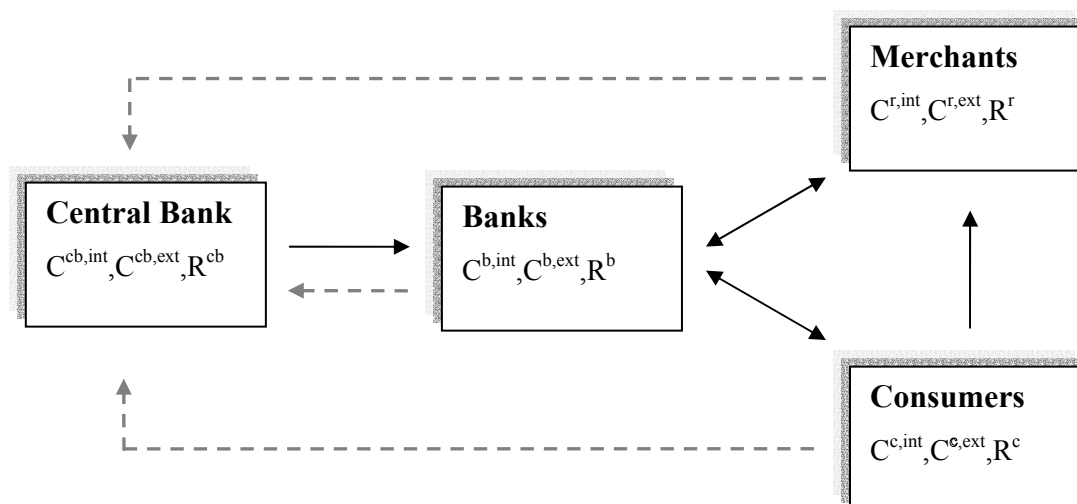 Merchants
C^r,int,C^r,ext,R^r
Central Bank
C^cb,int,C^cb,ext,R^cb
Banks
C^b,int,C^b,ext,R^b
Consumers
C^c,int,C^c,ext,R^c